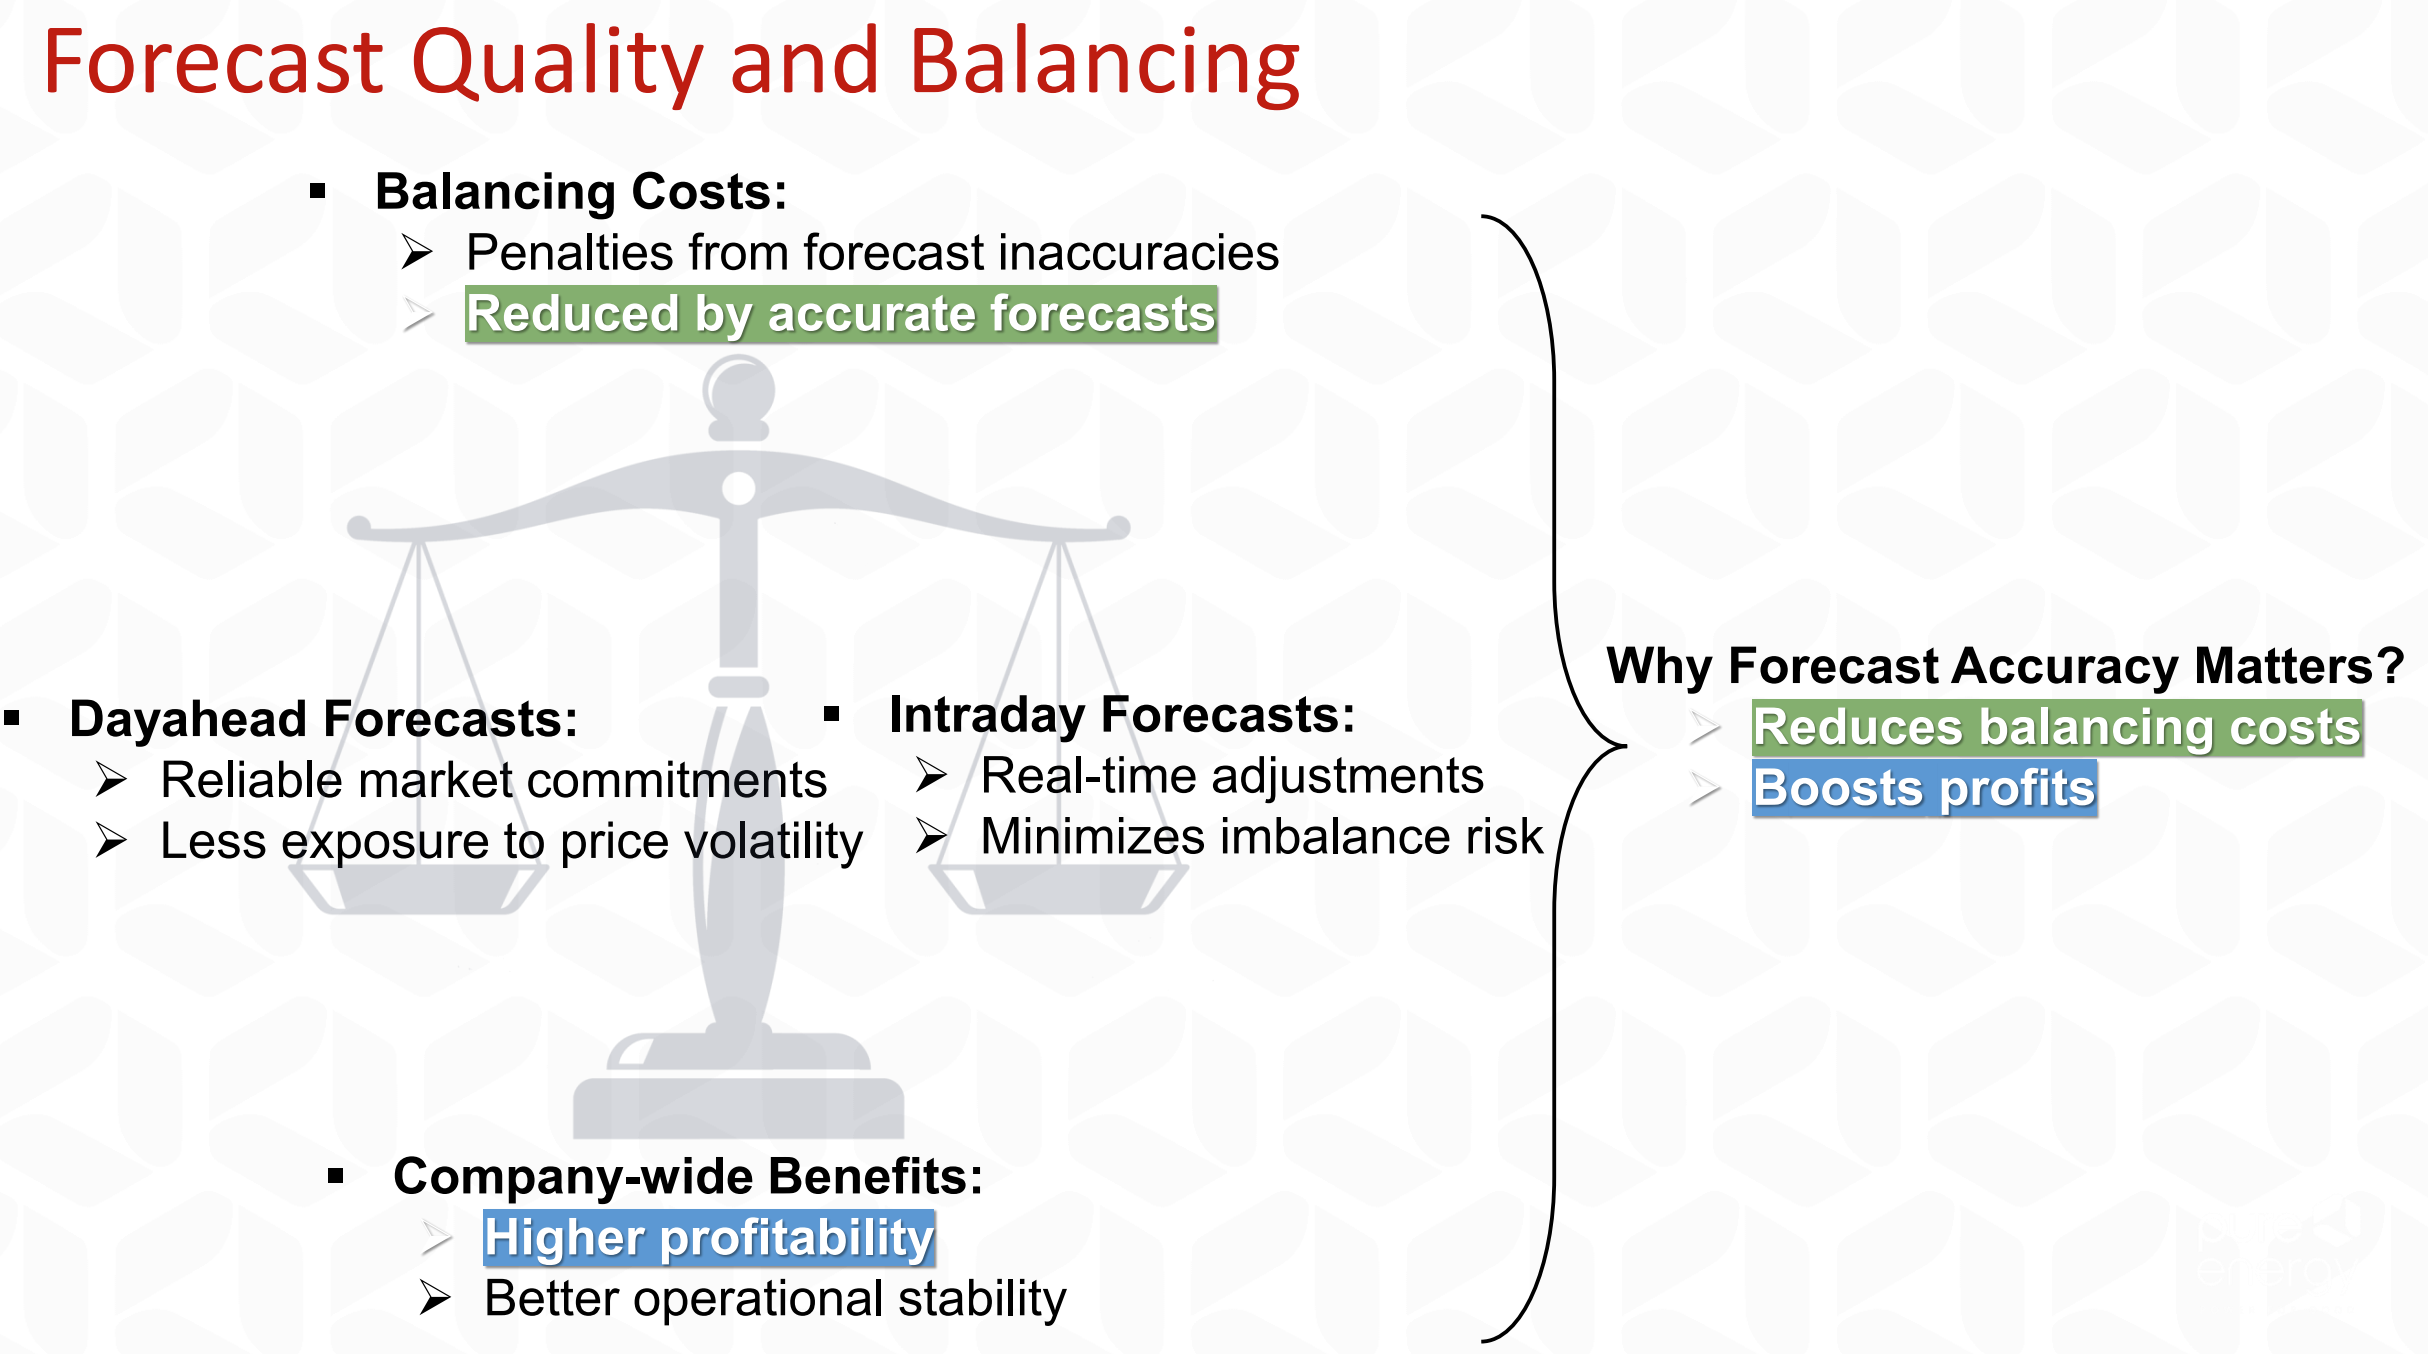 Forecast Quality and Balancing
▪ Balancing Costs:
➢ Penalties from forecast inaccuracies
➢ Reduced by accurate forecasts
▪ Dayahead Forecasts:
➢ Reliable market commitments
➢ Less exposure to price volatility
▪ Intraday Forecasts:
➢ Real-time adjustments
➢ Minimizes imbalance risk
▪ Company-wide Benefits:
➢ Higher profitability
➢ Better operational stability
Why Forecast Accuracy Matters?
➢ Reduces balancing costs
➢ Boosts profits
pure
energy